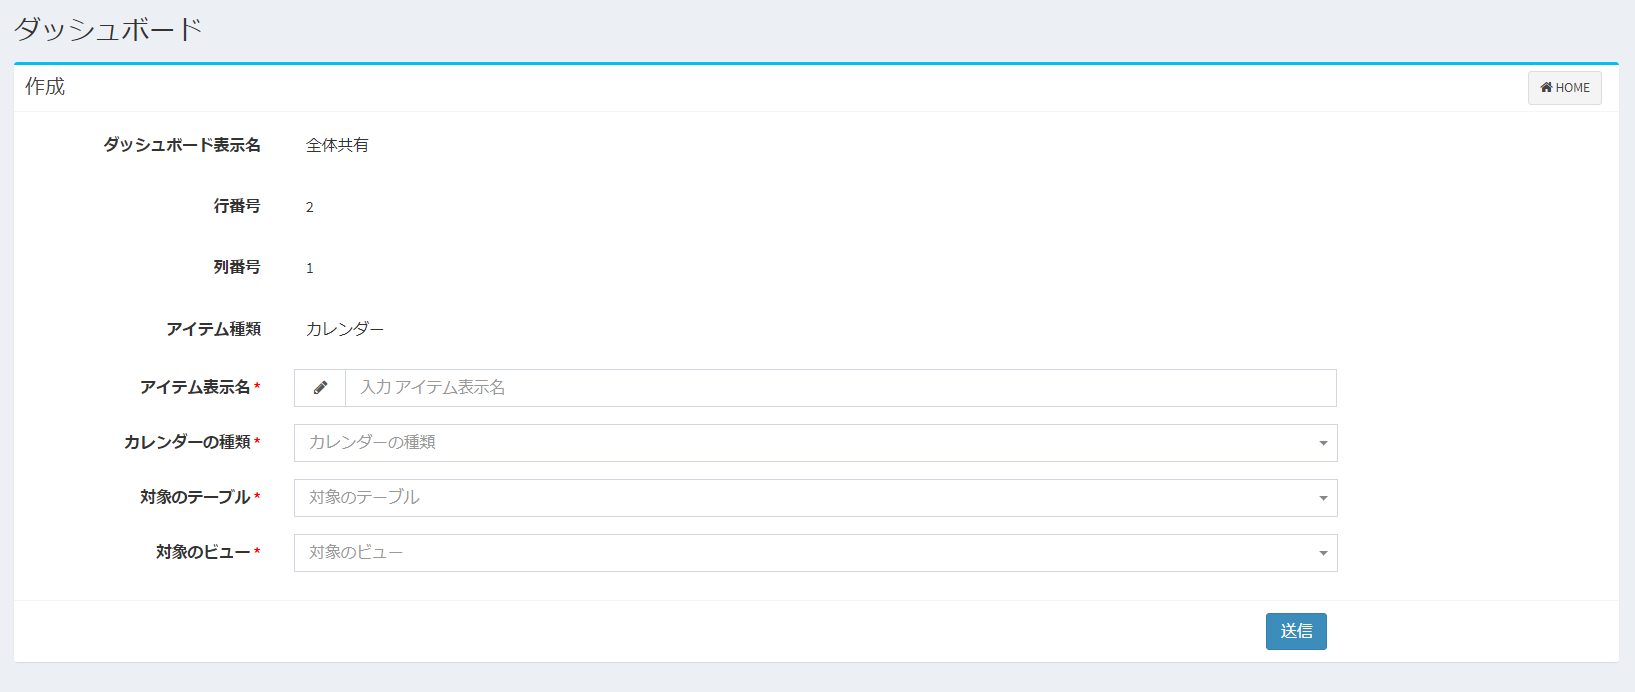 ダッシュボード
作成
HOME
ダッシュボード表示名 全体共有
行番号 2
列番号 1
アイテム種類 カレンダー
アイテム表示名* 入力 アイテム表示名
カレンダーの種類* カレンダーの種類
対象のテーブル* 対象のテーブル
対象のビュー* 対象のビュー
送信